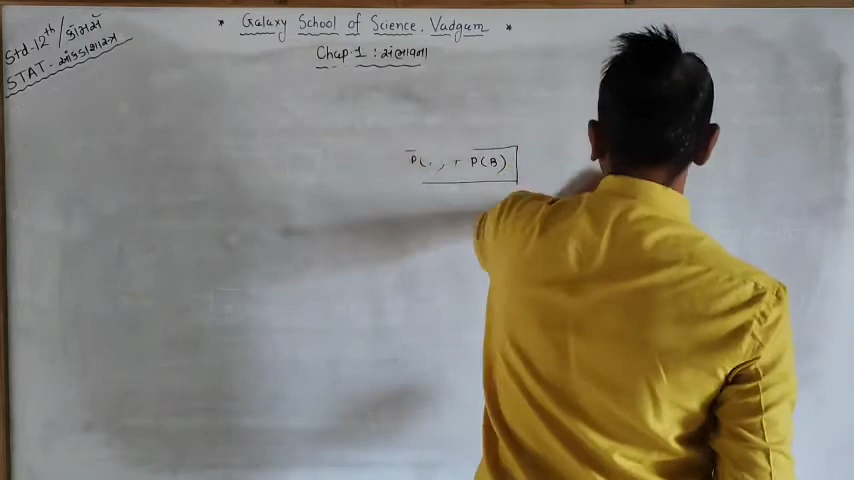 * Galaxy School of Science, Vadgam *
Std-12th / કોમર્સ
STAT - આંકડાશાસ્ત્ર
Chap-1 : સંભાવના
P(B)